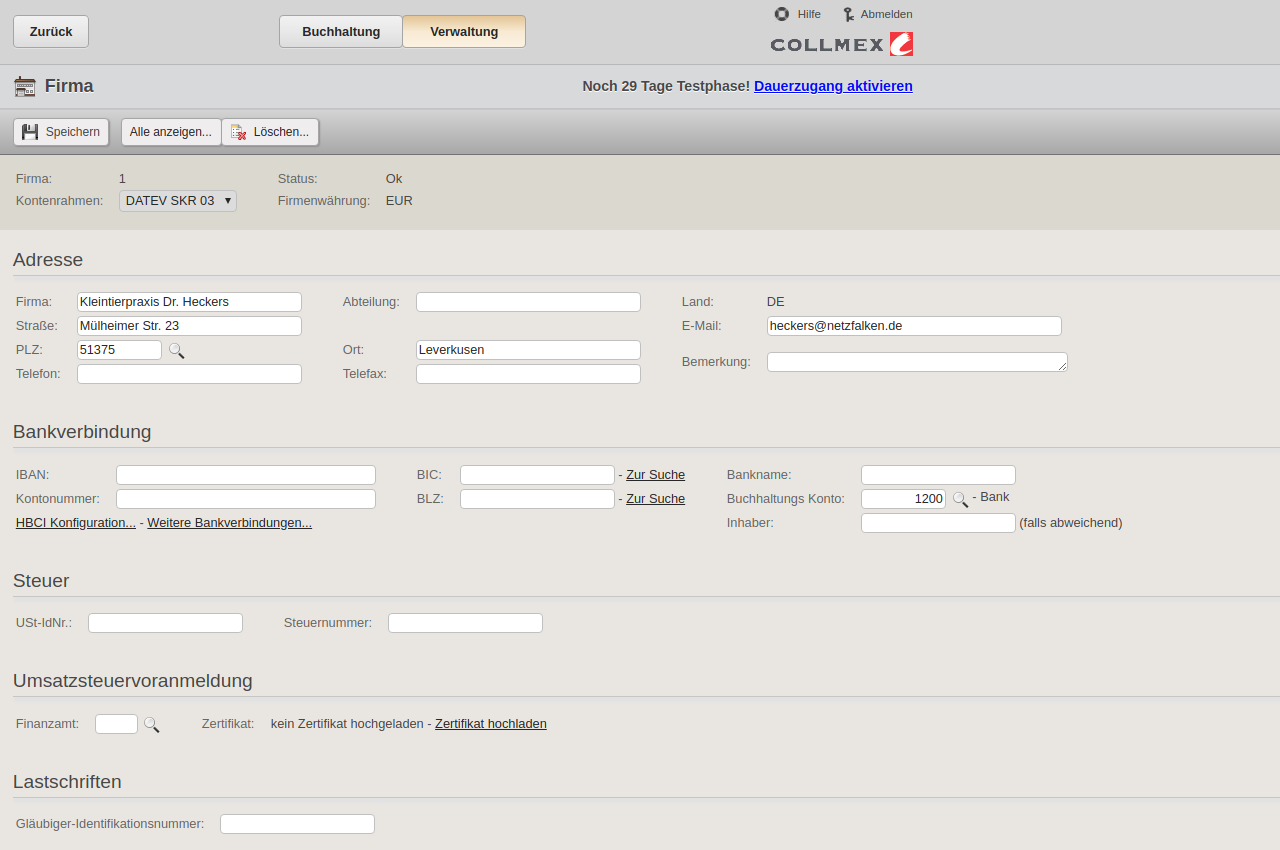 Zurück Buchhaltung Verwaltung Hilfe Abmelden
COLLMEX
Firma Noch 29 Tage Testphase! Dauerzugang aktivieren
Speichern Alle anzeigen... Löschen...
Firma: 1 Status: Ok
Kontenrahmen: DATEV SKR 03 Firmenwährung: EUR
Adresse
Firma: Kleintierpraxis Dr. Heckers Abteilung: Land: DE
Straße: Mülheimer Str. 23 E-Mail: heckers@netzfalken.de
PLZ: 51375 Ort: Leverkusen Bemerkung:
Telefon: Telefax:
Bankverbindung
IBAN: BIC: - Zur Suche Bankname:
Kontonummer: BLZ: - Zur Suche Buchhaltungs Konto: 1200 - Bank
HBCI Konfiguration... - Weitere Bankverbindungen... Inhaber: (falls abweichend)
Steuer
USt-IdNr.: Steuernummer:
Umsatzsteuervoranmeldung
Finanzamt: Zertifikat: kein Zertifikat hochgeladen - Zertifikat hochladen
Lastschriften
Gläubiger-Identifikationsnummer: